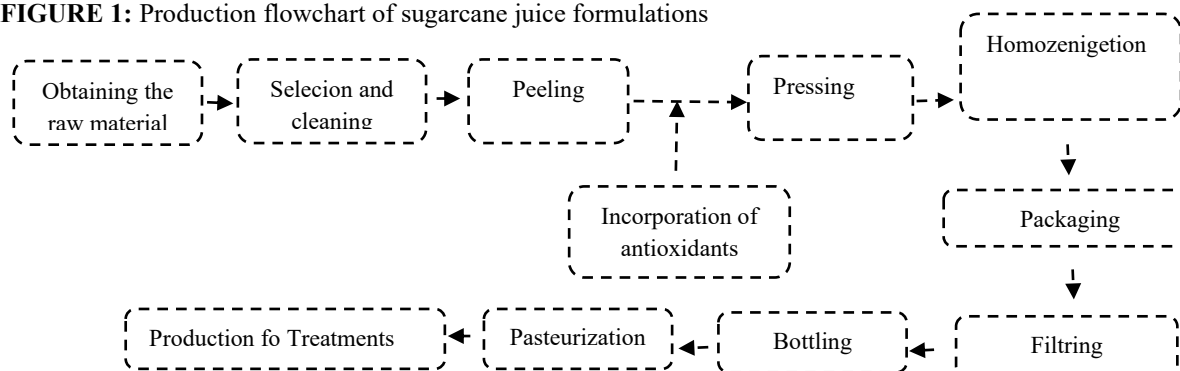 FIGURE 1: Production flowchart of sugarcane juice formulations
Obtaining the
raw material
Selecion and
cleaning
Peeling
Pressing
Homozenigetion
Incorporation of
antioxidants
Packaging
Filtring
Bottling
Pasteurization
Production fo Treatments